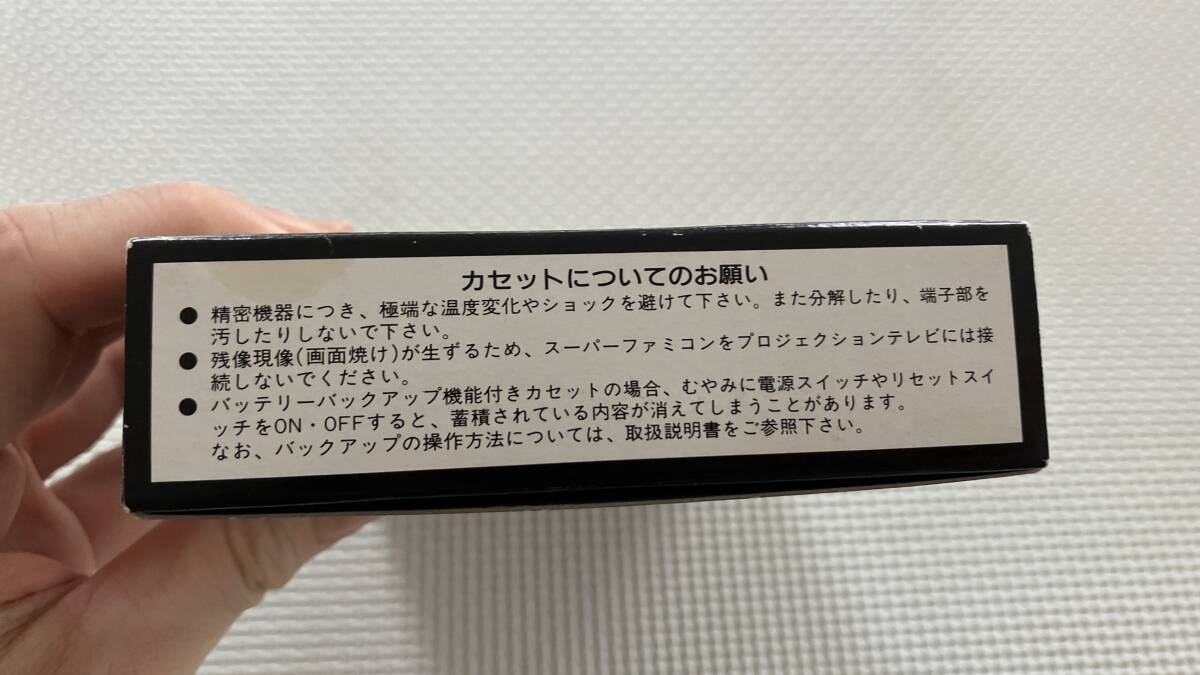 カセットについてのお願い
● 精密機器につき、極端な温度変化やショックを避けて下さい。また分解したり、端子部を
汚したりしないで下さい。
● 残像現像(画面焼け)が生ずるため、スーパーファミコンをプロジェクションテレビには接
続しないでください。
● バッテリーバックアップ機能付きカセットの場合、むやみに電源スイッチやリセットスイ
ッチをON・OFFすると、蓄積されている内容が消えてしまうことがあります。
なお、バックアップの操作方法については、取扱説明書をご参照下さい。